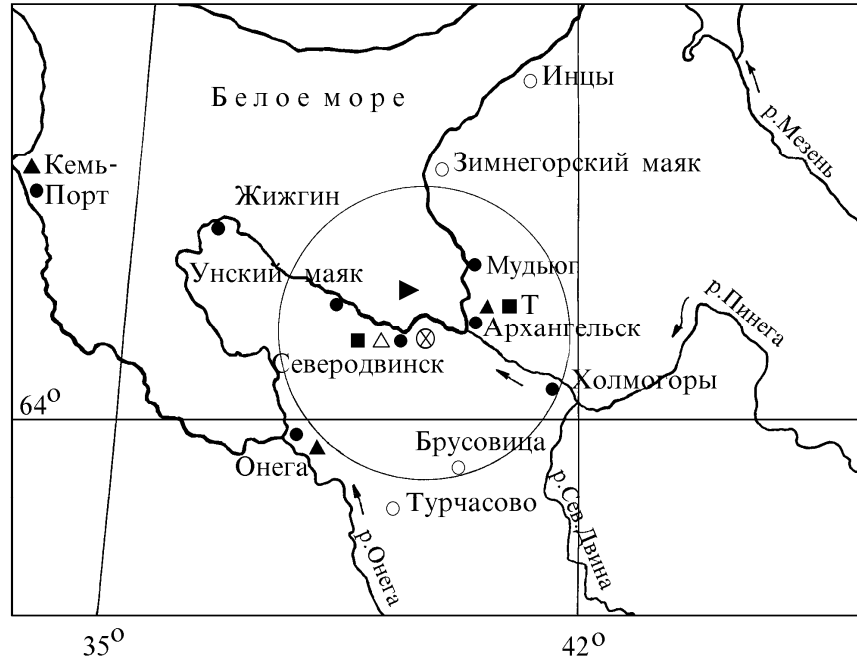 Инцы
Белое море
р.Мезень
Зимнегорский маяк
Кемь-
Порт
Жижгин
Мудьюг
Унский маяк
Т
р.Пинега
Архангельск
Северодвинск
Холмогоры
64°
Брусовица
Онега
Турчасово
р.Сев.Двина
р.Онега
35°
42°